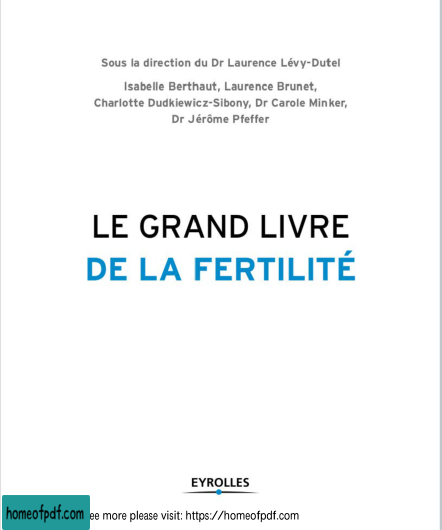 Sous la direction du Dr Laurence Lévy-Dutel
Isabelle Berthaut, Laurence Brunet,
Charlotte Dudkiewicz-Sibony, Dr Carole Minker,
Dr Jérôme Pfeffer
LE GRAND LIVRE
DE LA FERTILITÉ
EYROLLES
homeofpdf.com ee more please visit: https://homeofpdf.com